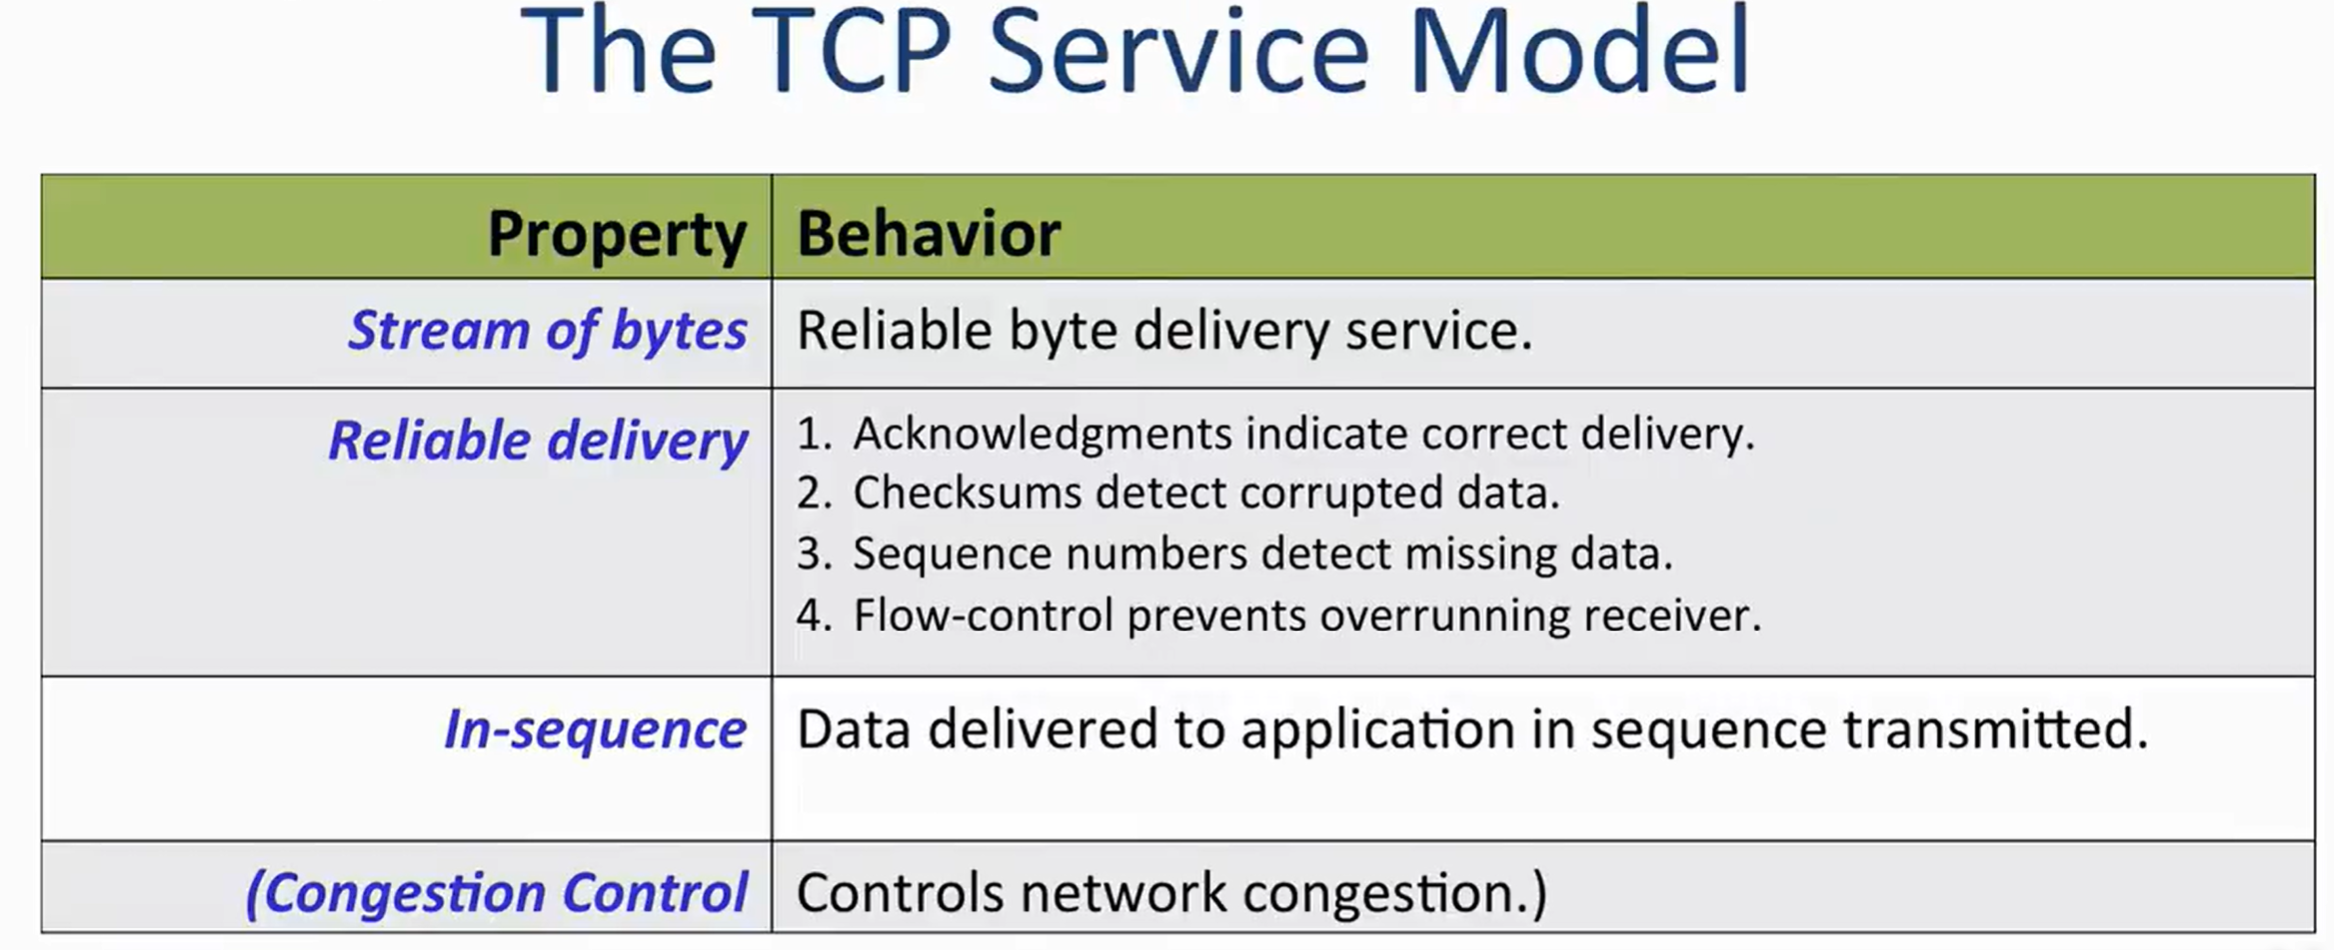 The TCP Service Model
Property Behavior
Stream of bytes Reliable byte delivery service.
Reliable delivery 1. Acknowledgments indicate correct delivery.
2. Checksums detect corrupted data.
3. Sequence numbers detect missing data.
4. Flow-control prevents overrunning receiver.
In-sequence Data delivered to application in sequence transmitted.
(Congestion Control Controls network congestion.)